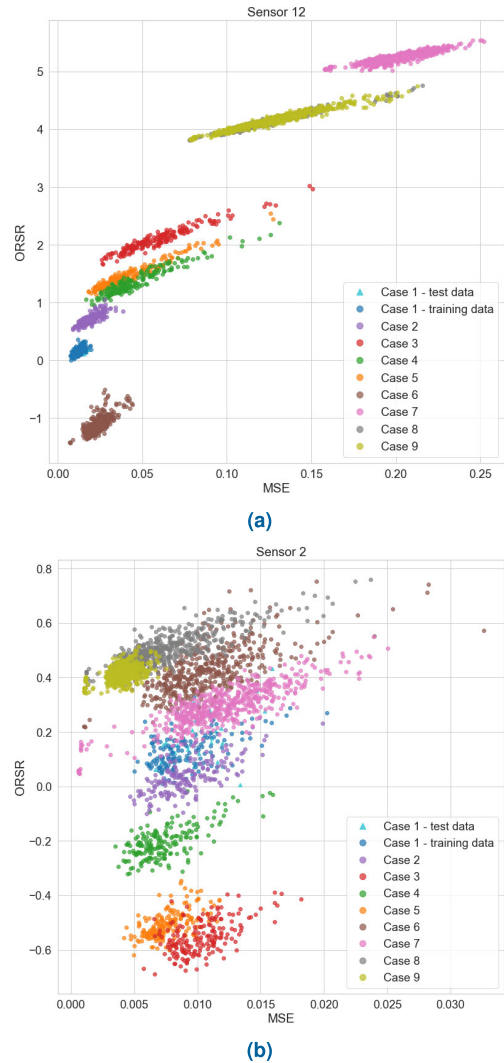 Sensor 12
ORSR
5
4
3
2
1
0
−1
Case 1 - test data
Case 1 - training data
Case 2
Case 3
Case 4
Case 5
Case 6
Case 7
Case 8
Case 9
0.00 0.05 0.10 0.15 0.20 0.25
MSE
(a)
Sensor 2
ORSR
0.8
0.6
0.4
0.2
0.0
−0.2
−0.4
−0.6
Case 1 - test data
Case 1 - training data
Case 2
Case 3
Case 4
Case 5
Case 6
Case 7
Case 8
Case 9
0.000 0.005 0.010 0.015 0.020 0.025 0.030
MSE
(b)